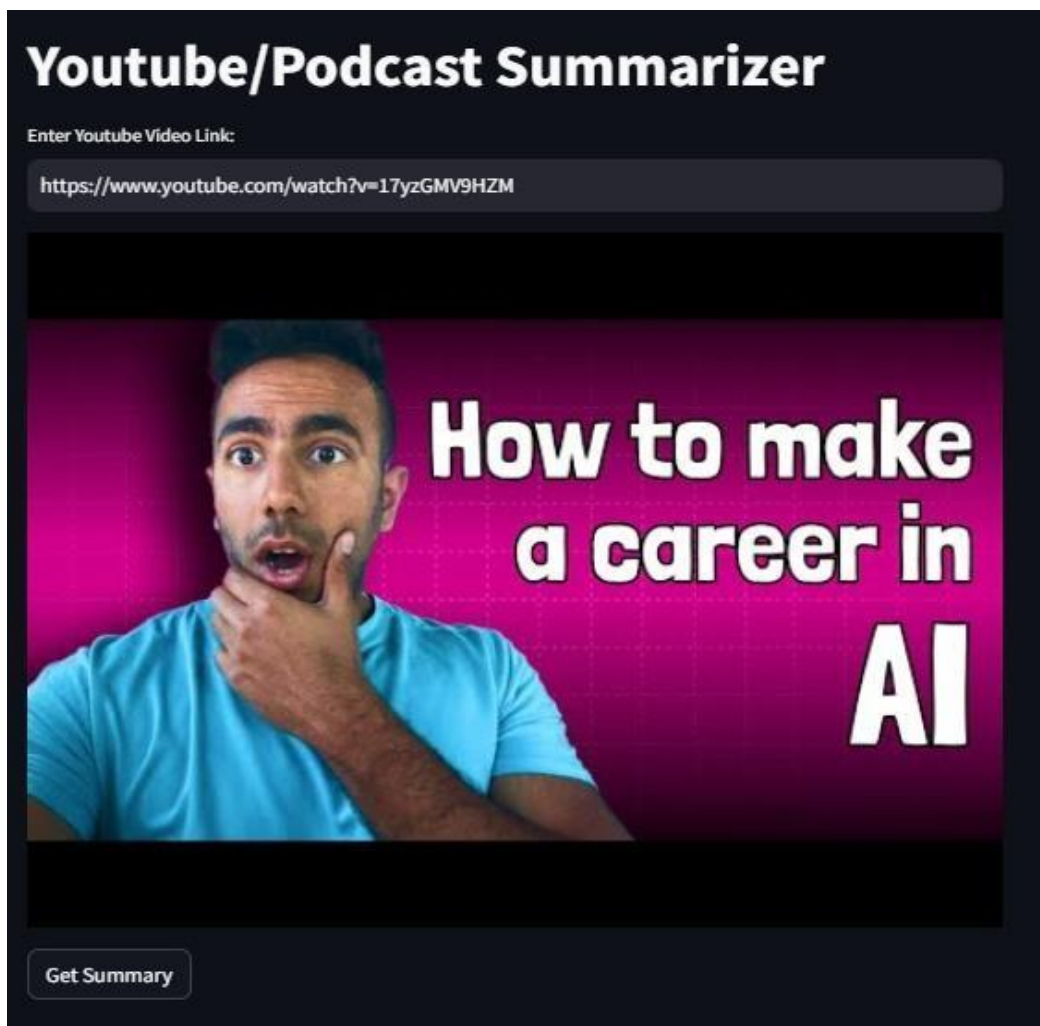 Youtube/Podcast Summarizer
Enter Youtube Video Link:
https://www.youtube.com/watch?v=17yzGMV9HZM
How to make
a career in
AI
Get Summary